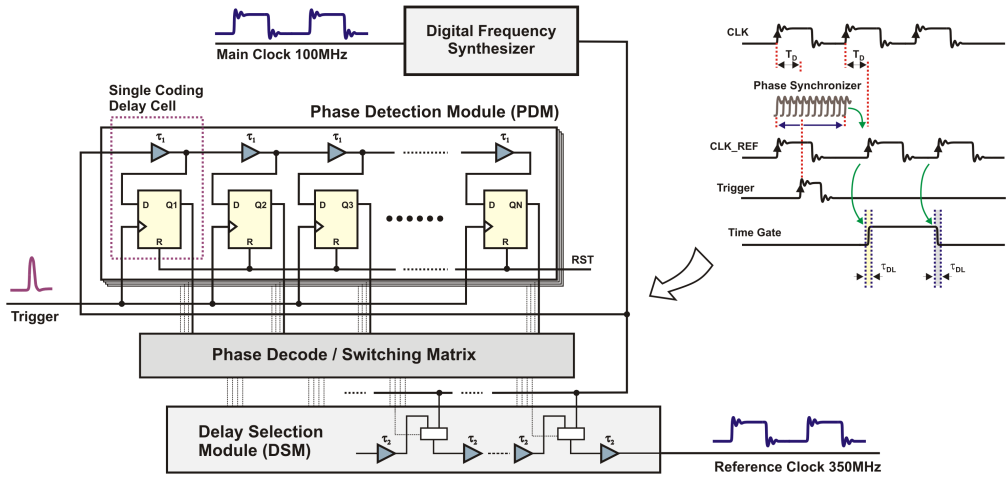 Main Clock 100MHz
Digital Frequency
Synthesizer
Single Coding
Delay Cell
Phase Detection Module (PDM)
τ1 τ1 τ1 τ1
D Q1 D Q2 D Q3 D QN
R R R R
RST
Trigger
Phase Decode / Switching Matrix
Delay Selection
Module (DSM)
τ2 τ2 τ2 τ2
Reference Clock 350MHz
CLK
TD TD
Phase Synchronizer
CLK_REF
Trigger
Time Gate
τDL τDL